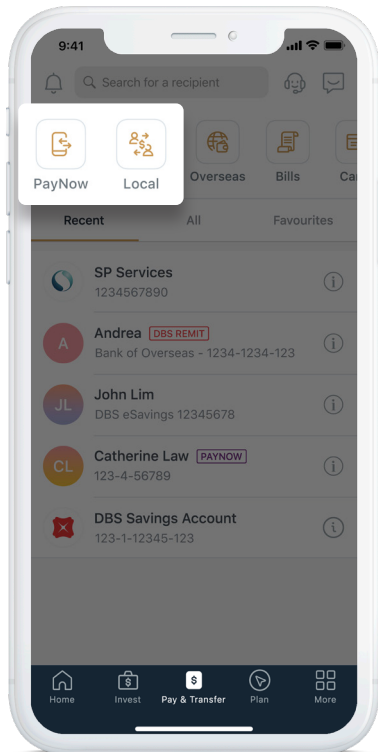 9:41
Search for a recipient
PayNow Local Overseas Bills
Recent All Favourites
SP Services
1234567890
A Andrea DBS REMIT
Bank of Overseas - 1234-1234-123
JL John Lim
DBS eSavings 12345678
CL Catherine Law PAYNOW
123-4-56789
DBS Savings Account
123-1-12345-123
Home Invest Pay & Transfer Plan More